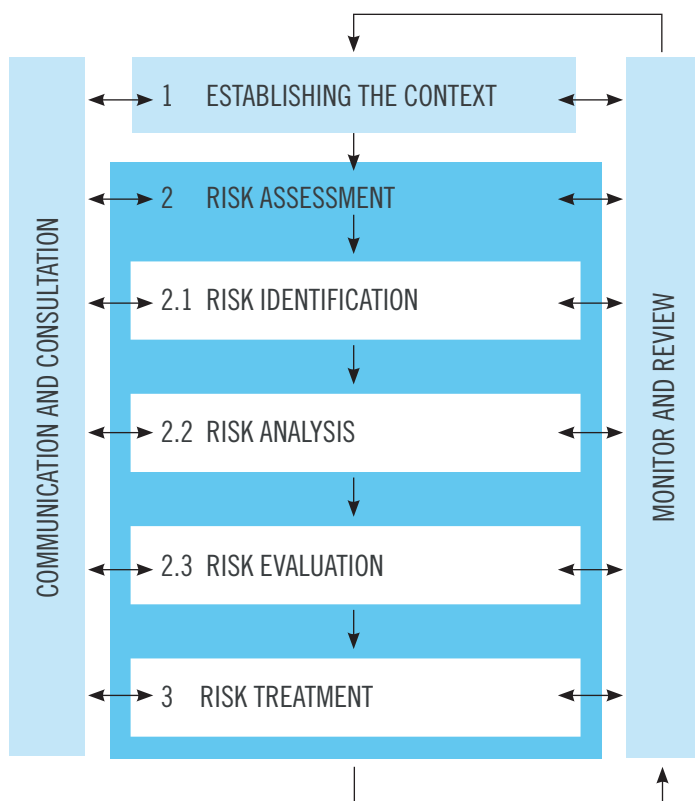 1 ESTABLISHING THE CONTEXT
2 RISK ASSESSMENT
2.1 RISK IDENTIFICATION
2.2 RISK ANALYSIS
2.3 RISK EVALUATION
3 RISK TREATMENT
COMMUNICATION AND CONSULTATION
MONITOR AND REVIEW